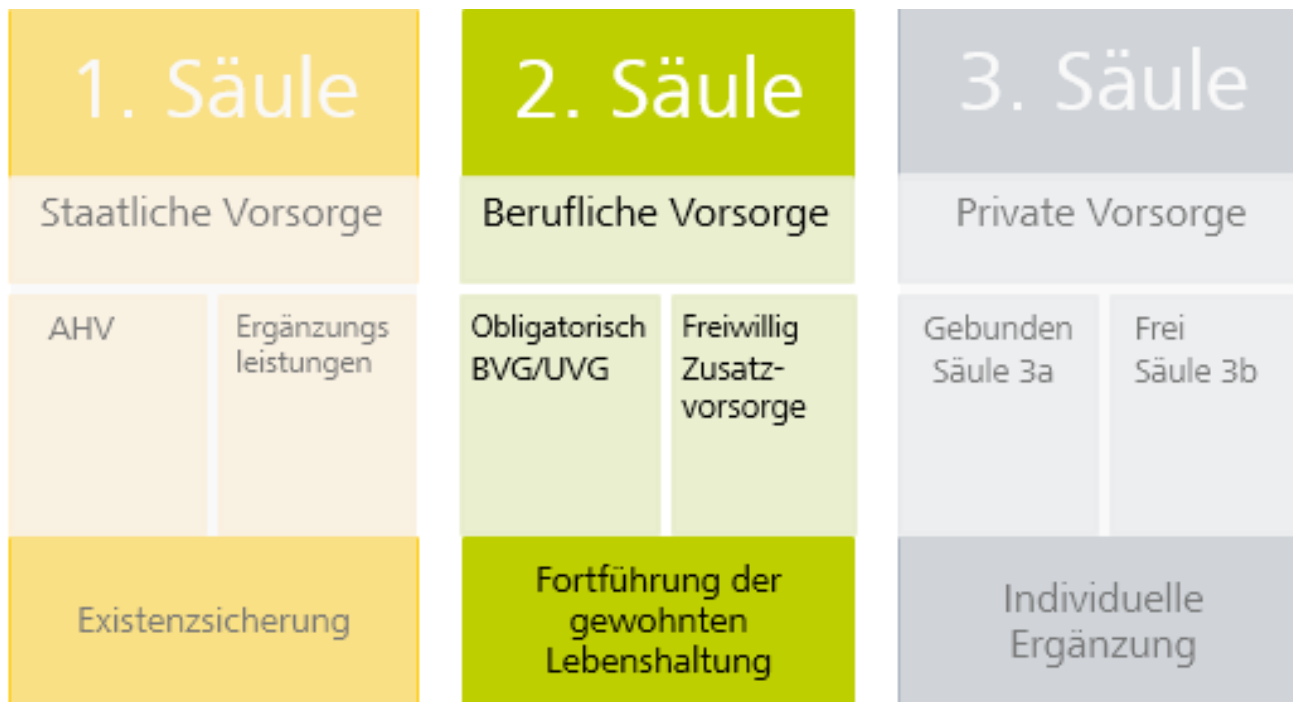 1. Säule
Staatliche Vorsorge
AHV
Ergänzungs
leistungen
Existenzsicherung
2. Säule
Berufliche Vorsorge
Obligatorisch
BVG/UVG
Freiwillig
Zusatz-
vorsorge
Fortführung der
gewohnten
Lebenshaltung
3. Säule
Private Vorsorge
Gebunden
Säule 3a
Frei
Säule 3b
Individuelle
Ergänzung